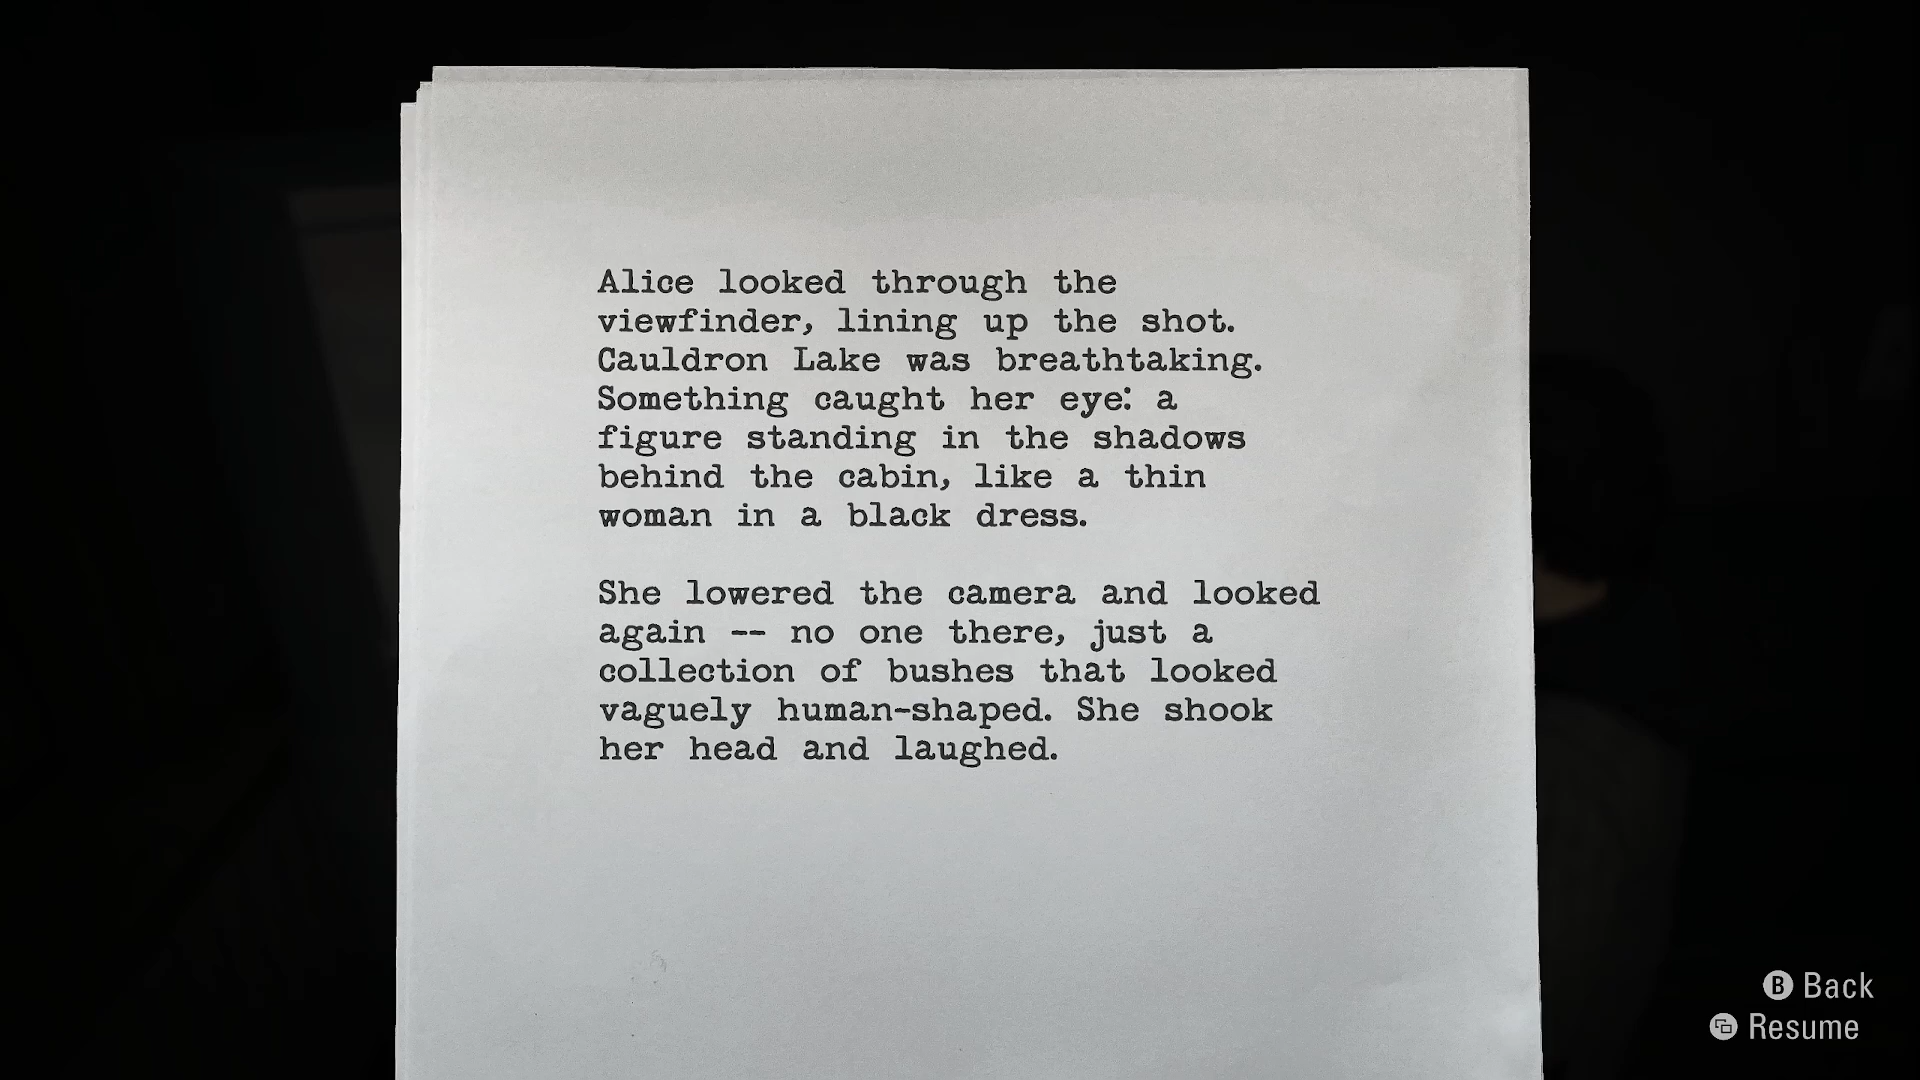 Alice looked through the
viewfinder, lining up the shot.
Cauldron Lake was breathtaking.
Something caught her eye: a
figure standing in the shadows
behind the cabin, like a thin
woman in a black dress.
She lowered the camera and looked
again -- no one there, just a
collection of bushes that looked
vaguely human-shaped. She shook
her head and laughed.
B Back
Resume